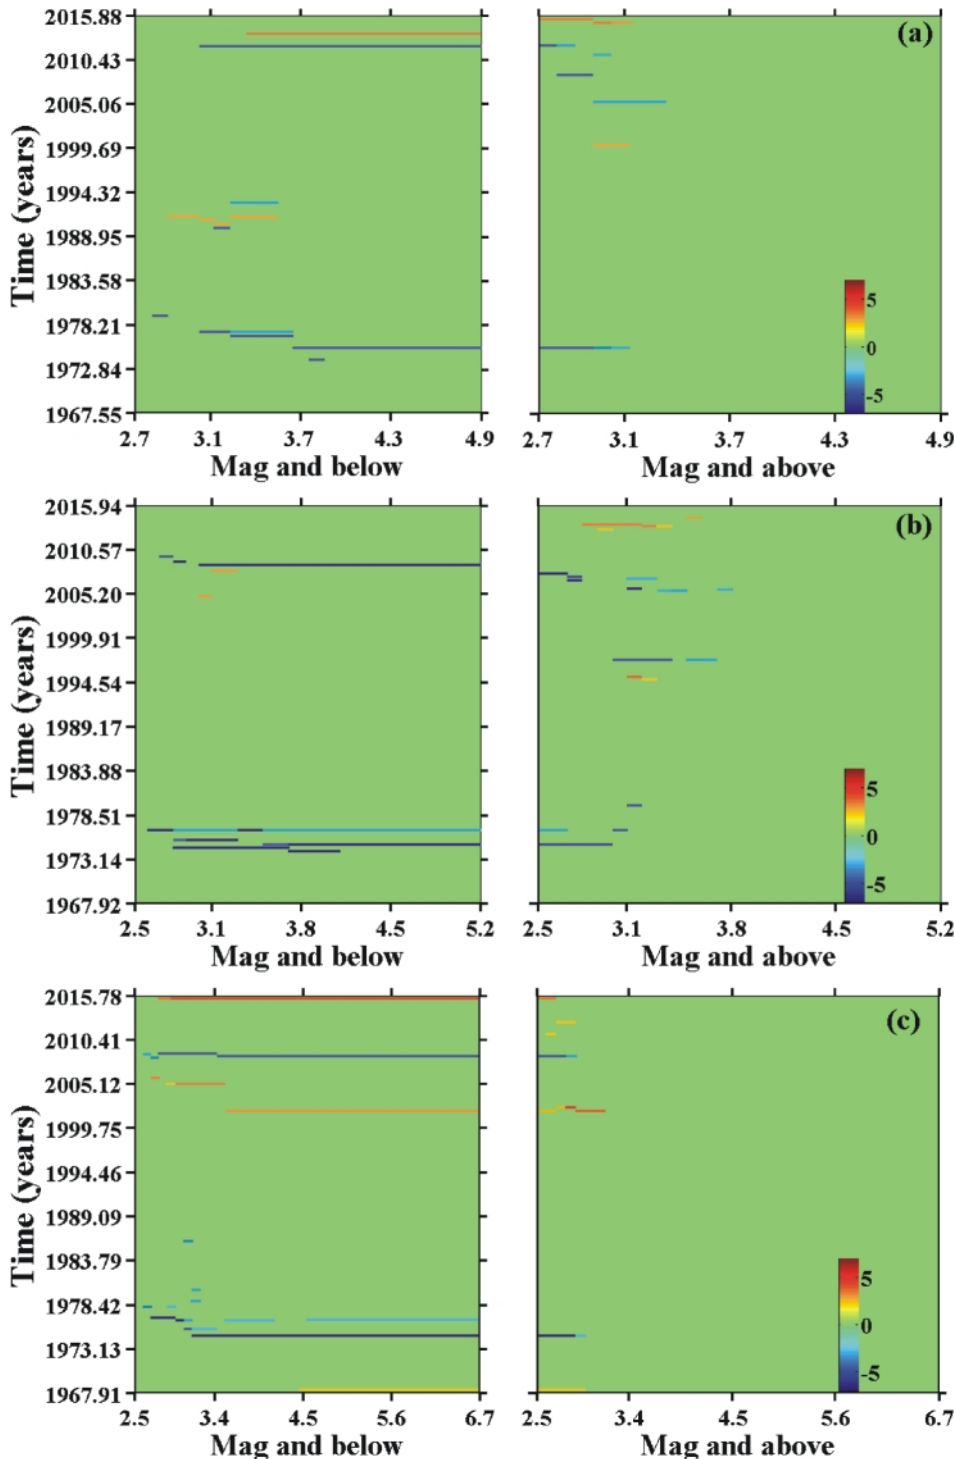 2015.88
2010.43
2005.06
1999.69
1994.32
1988.95
1983.58
1978.21
1972.84
1967.55
Time (years)
2.7 3.1 3.7 4.3 4.9
Mag and below
(a)
5
0
-5
2.7 3.1 3.7 4.3 4.9
Mag and above
2015.94
2010.57
2005.20
1999.91
1994.54
1989.17
1983.88
1978.51
1973.14
1967.92
Time (years)
2.5 3.1 3.8 4.5 5.2
Mag and below
(b)
5
0
-5
2.5 3.1 3.8 4.5 5.2
Mag and above
2015.78
2010.41
2005.12
1999.75
1994.46
1989.09
1983.79
1978.42
1973.13
1967.91
Time (years)
2.5 3.4 4.5 5.6 6.7
Mag and below
(c)
5
0
-5
2.5 3.4 4.5 5.6 6.7
Mag and above